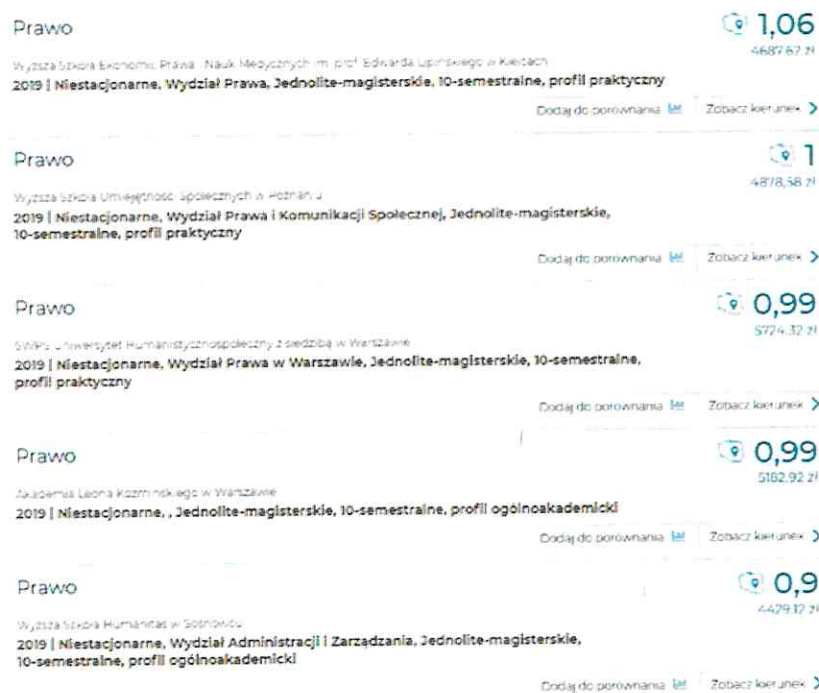 Prawo
1,06
4687.67 zł
Wyższa Szkoła Ekonomii, Prawa i Nauk Medycznych im. prof. Edwarda Lipińskiego w Kielcach
2019 | Niestacjonarne, Wydział Prawa, Jednolite-magisterskie, 10-semestralne, profil praktyczny
Dodaj do porównania Zobacz kierunek
Prawo
1
4878,58 zł
Wyższa Szkoła Umiejętności Społecznych w Poznaniu
2019 | Niestacjonarne, Wydział Prawa i Komunikacji Społecznej, Jednolite-magisterskie,
10-semestralne, profil praktyczny
Dodaj do porównania Zobacz kierunek
Prawo
0,99
5774.32 zł
SWPS Uniwersytet Humanistycznospołeczny z siedzibą w Warszawie
2019 | Niestacjonarne, Wydział Prawa w Warszawie, Jednolite-magisterskie, 10-semestralne,
profil praktyczny
Dodaj do porównania Zobacz kierunek
Prawo
0,99
5182.92 zł
Akademia Leona Koźmińskiego w Warszawie
2019 | Niestacjonarne, , Jednolite-magisterskie, 10-semestralne, profil ogólnoakademicki
Dodaj do porównania Zobacz kierunek
Prawo
0,9
4429.12 zł
Wyższa Szkoła Humanitas w Sosnowcu
2019 | Niestacjonarne, Wydział Administracji i Zarządzania, Jednolite-magisterskie,
10-semestralne, profil ogólnoakademicki
Dodaj do porównania Zobacz kierunek